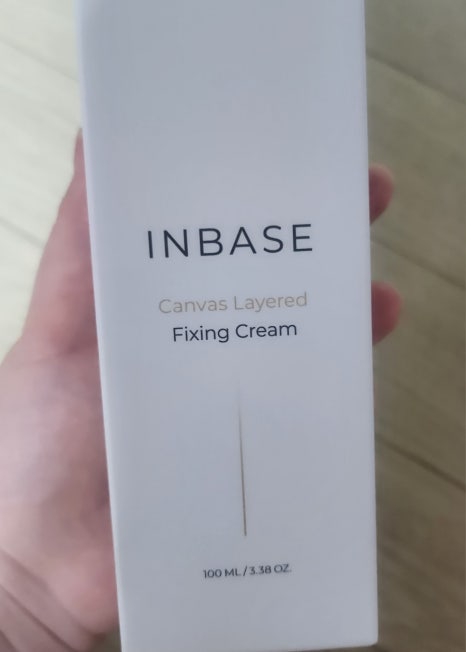 INBASE
Canvas Layered
Fixing Cream
100 ML / 3.38 OZ.